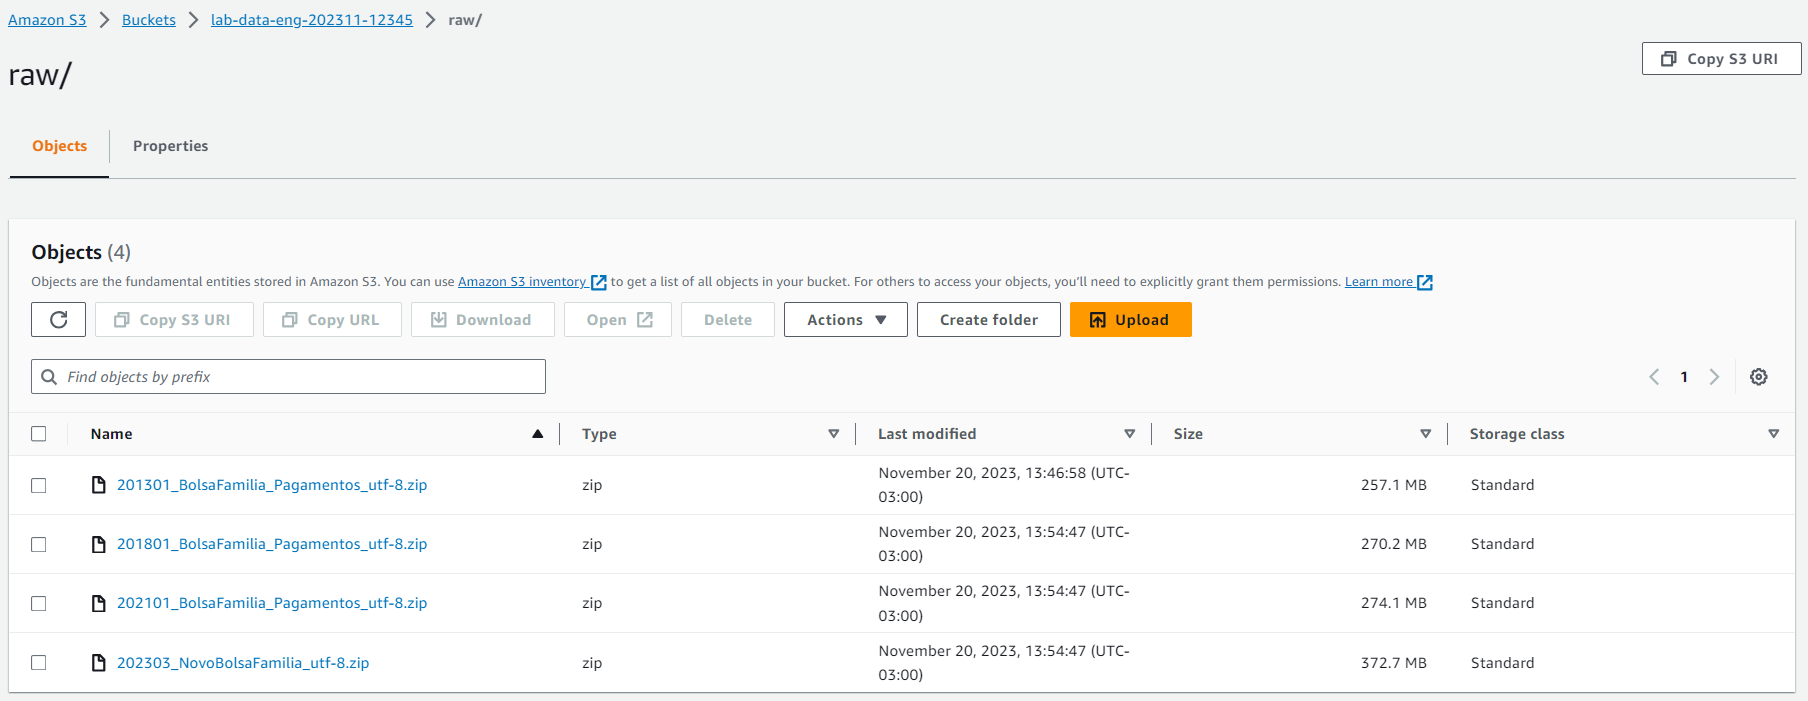 Amazon S3 > Buckets > lab-data-eng-202311-12345 > raw/
raw/
Copy S3 URI
Objects
Properties
Objects (4)
Objects are the fundamental entities stored in Amazon S3. You can use Amazon S3 inventory to get a list of all objects in your bucket. For others to access your objects, you'll need to explicitly grant them permissions. Learn more
Copy S3 URI
Copy URL
Download
Open
Delete
Actions
Create folder
Upload
Find objects by prefix
1
Name Type Last modified Size Storage class
201301_BolsaFamilia_Pagamentos_utf-8.zip zip November 20, 2023, 13:46:58 (UTC-
03:00) 257.1 MB Standard
201801_BolsaFamilia_Pagamentos_utf-8.zip zip November 20, 2023, 13:54:47 (UTC-
03:00) 270.2 MB Standard
202101_BolsaFamilia_Pagamentos_utf-8.zip zip November 20, 2023, 13:54:47 (UTC-
03:00) 274.1 MB Standard
202303_NovoBolsaFamilia_utf-8.zip zip November 20, 2023, 13:54:47 (UTC-
03:00) 372.7 MB Standard